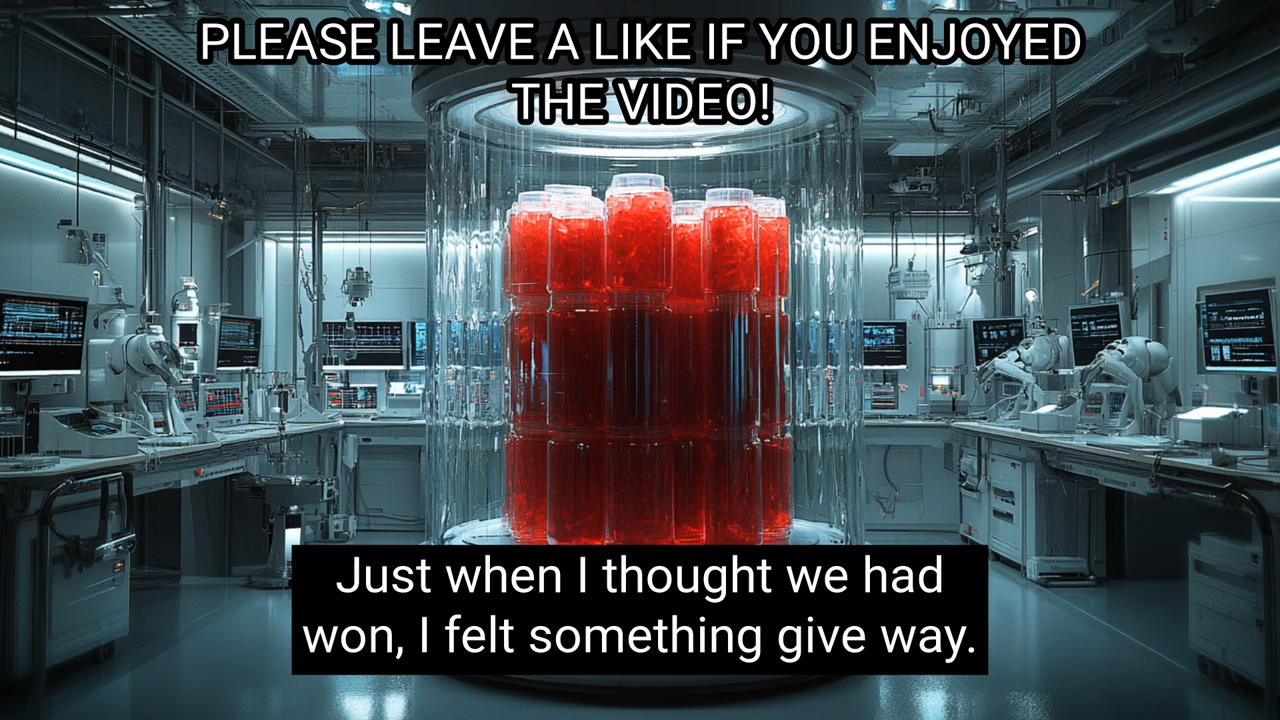 PLEASE LEAVE A LIKE IF YOU ENJOYED
THE VIDEO!
Just when I thought we had
won, I felt something give way.